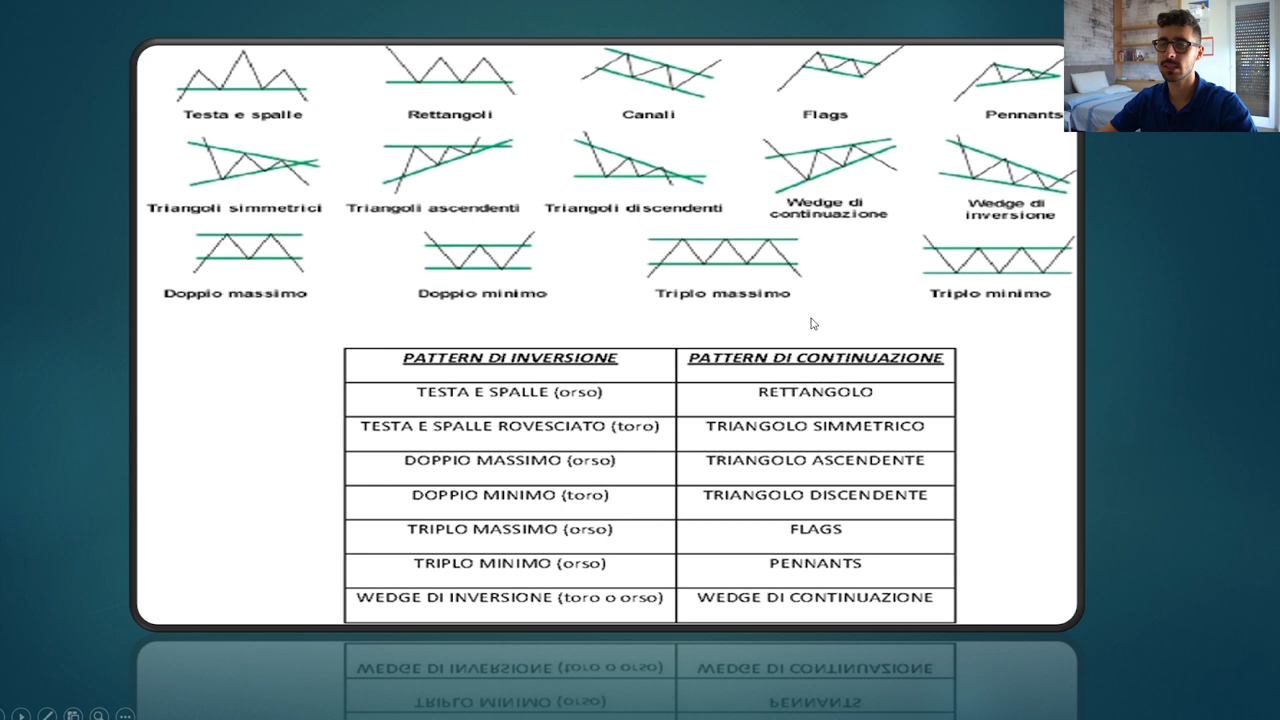 Testa e spalle Rettangoli Canali Flags Pennants
Triangoli simmetrici Triangoli ascendenti Triangoli discendenti Wedge di continuazione Wedge di inversione
Doppio massimo Doppio minimo Triplo massimo Triplo minimo
PATTERN DI INVERSIONE PATTERN DI CONTINUAZIONE
TESTA E SPALLE (orso) RETTANGOLO
TESTA E SPALLE ROVESCIATO (toro) TRIANGOLO SIMMETRICO
DOPPIO MASSIMO (orso) TRIANGOLO ASCENDENTE
DOPPIO MINIMO (toro) TRIANGOLO DISCENDENTE
TRIPLO MASSIMO (orso) FLAGS
TRIPLO MINIMO (orso) PENNANTS
WEDGE DI INVERSIONE (toro o orso) WEDGE DI CONTINUAZIONE